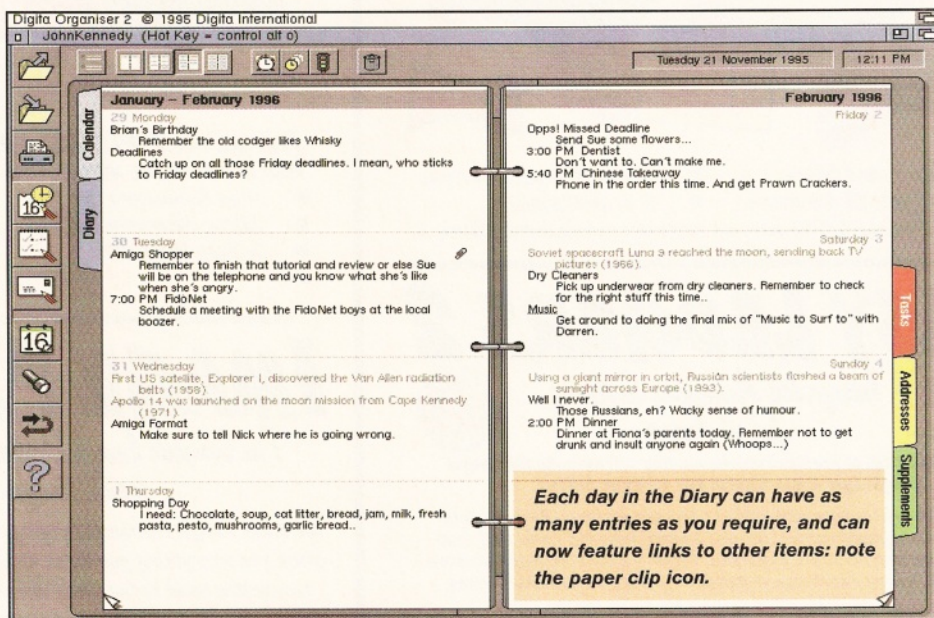 Digita Organiser 2 © 1995 Digita International
JohnKennedy (Hot Key = control alt o)
Tuesday 21 November 1995
12:11 PM
16
16
?
Calendar
Diary
January – February 1996
29 Monday
Brian's Birthday
Remember the old codger likes Whisky
Deadlines
Catch up on all those Friday deadlines. I mean, who sticks
to Friday deadlines?
30 Tuesday
Amiga Shopper
Remember to finish that tutorial and review or else Sue
will be on the telephone and you know what she's like
when she's angry.
7:00 PM FidoNet
Schedule a meeting with the FidoNet boys at the local
boozer.
31 Wednesday
First US satellite, Explorer I, discovered the Van Allen radiation
belts (1958).
Apollo 14 was launched on the moon mission from Cape Kennedy
(1971).
Amiga Format
Make sure to tell Nick where he is going wrong.
1 Thursday
Shopping Day
I need: Chocolate, soup, cat litter, bread, jam, milk, fresh
pasta, pesto, mushrooms, garlic bread..
February 1996
Friday 2
Opps! Missed Deadline
Send Sue some flowers...
3:00 PM Dentist
Don't want to. Can't make me.
5:40 PM Chinese Takeaway
Phone in the order this time. And get Prawn Crackers.
Saturday 3
Soviet spacecraft Luna 9 reached the moon, sending back TV
pictures (1966).
Dry Cleaners
Pick up underwear from dry cleaners. Remember to check
for the right stuff this time..
Music
Get around to doing the final mix of "Music to Surf to" with
Darren.
Sunday 4
Using a giant mirror in orbit, Russian scientists flashed a beam of
sunight across Europe (1993).
Well I never.
Those Russians, eh? Wacky sense of humour.
2:00 PM Dinner
Dinner at Fiona's parents today. Remember not to get
drunk and insult anyone again (Whoops...)
Each day in the Diary can have as
many entries as you require, and can
now feature links to other items: note
the paper clip icon.
Tasks
Addresses
Supplements